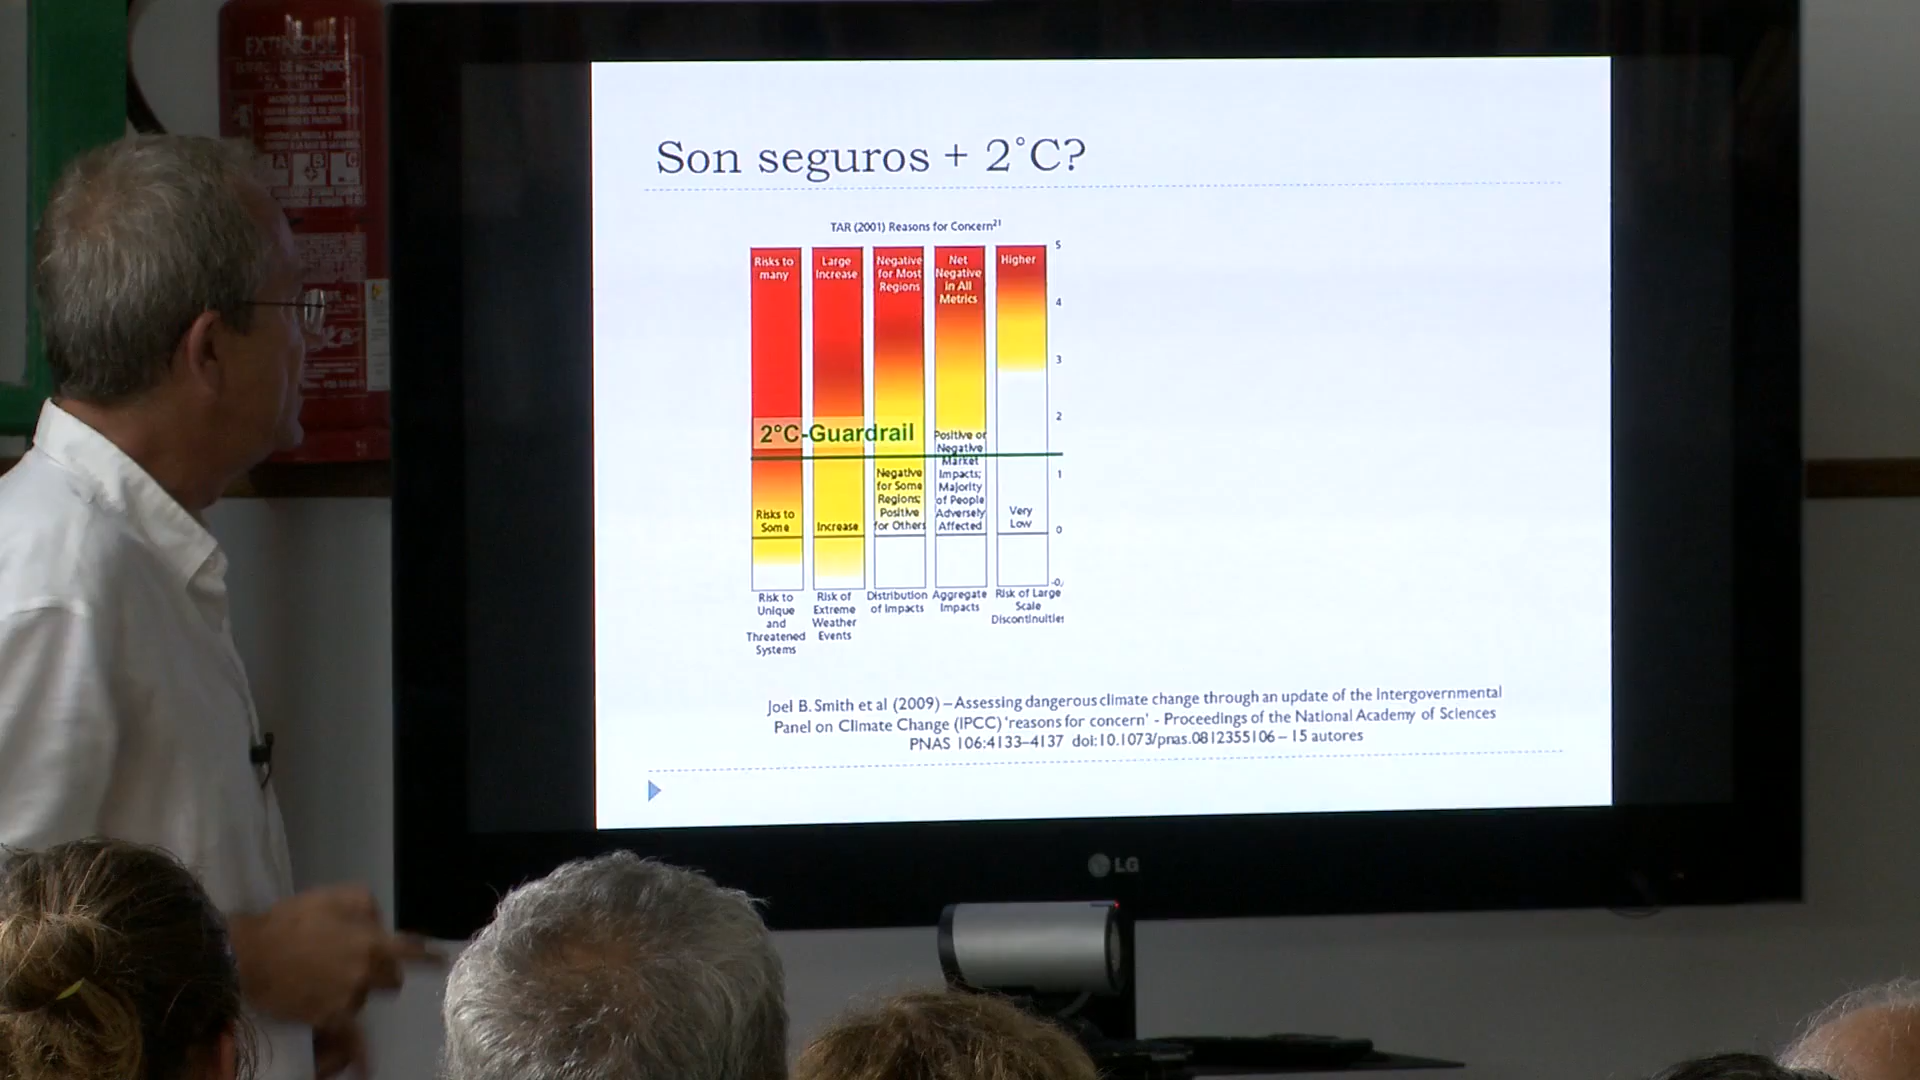 EXTINCISE
MODO DE EMPLEO
A B C
Son seguros + 2°C?
TAR (2001) Reasons for Concern21
Risks to
many
Large
Increase
Negative
for Most
Regions
Net
Negative
in All
Metrics
Higher
5
4
3
2
1
0
-0.
2°C-Guardrail
Risks to
Some
Increase
Negative
for Some
Regions;
Positive
for Others
Positive or
Negative
Market
Impacts;
Majority
of People
Adversely
Affected
Very
Low
Risk to
Unique
and
Threatened
Systems
Risk of
Extreme
Weather
Events
Distribution
of Impacts
Aggregate
Impacts
Risk of Large
Scale
Discontinuities
Joel B. Smith et al (2009) – Assessing dangerous climate change through an update of the Intergovernmental
Panel on Climate Change (IPCC) 'reasons for concern' - Proceedings of the National Academy of Sciences
PNAS 106:4133–4137 doi:10.1073/pnas.0812355106 – 15 autores
LG